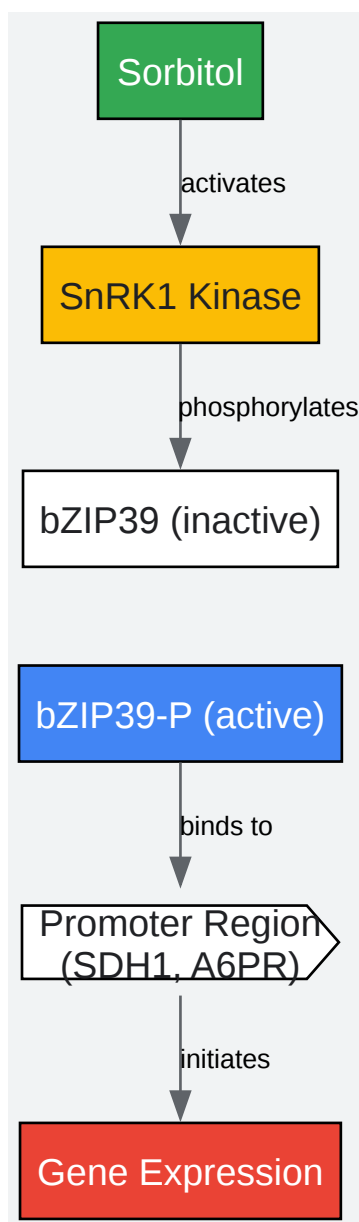 Sorbitol
activates
SnRK1 Kinase
phosphorylates
bZIP39 (inactive)
bZIP39-P (active)
binds to
Promoter Region
(SDH1, A6PR)
initiates
Gene Expression